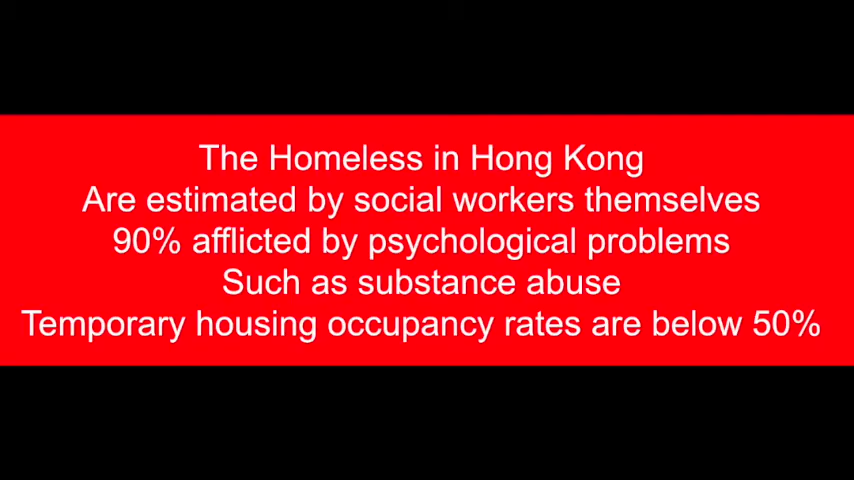 The Homeless in Hong Kong
Are estimated by social workers themselves
90% afflicted by psychological problems
Such as substance abuse
Temporary housing occupancy rates are below 50%